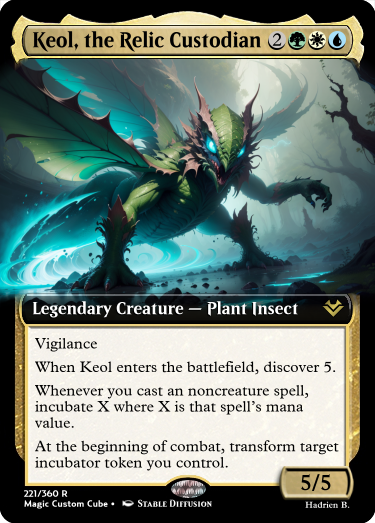 Keol, the Relic Custodian 2
Legendary Creature — Plant Insect
Vigilance
When Keol enters the battlefield, discover 5.
Whenever you cast an noncreature spell,
incubate X where X is that spell's mana
value.
At the beginning of combat, transform target
incubator token you control.
5/5
221/360 R
Magic Custom Cube • Stable Diffusion
Hadrien B.